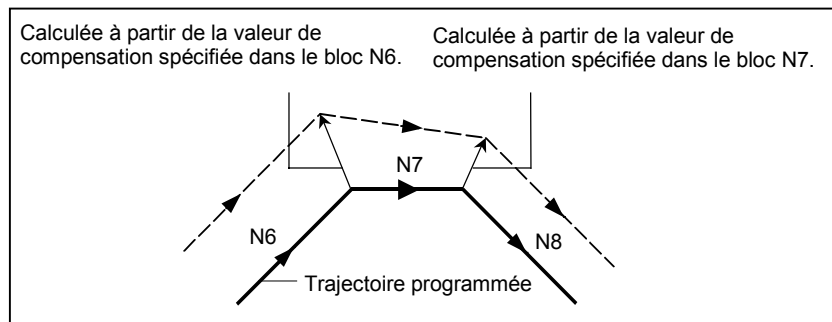 Calculée à partir de la valeur de
compensation spécifiée dans le bloc N6.
Calculée à partir de la valeur de
compensation spécifiée dans le bloc N7.
N7
N6
N8
Trajectoire programmée